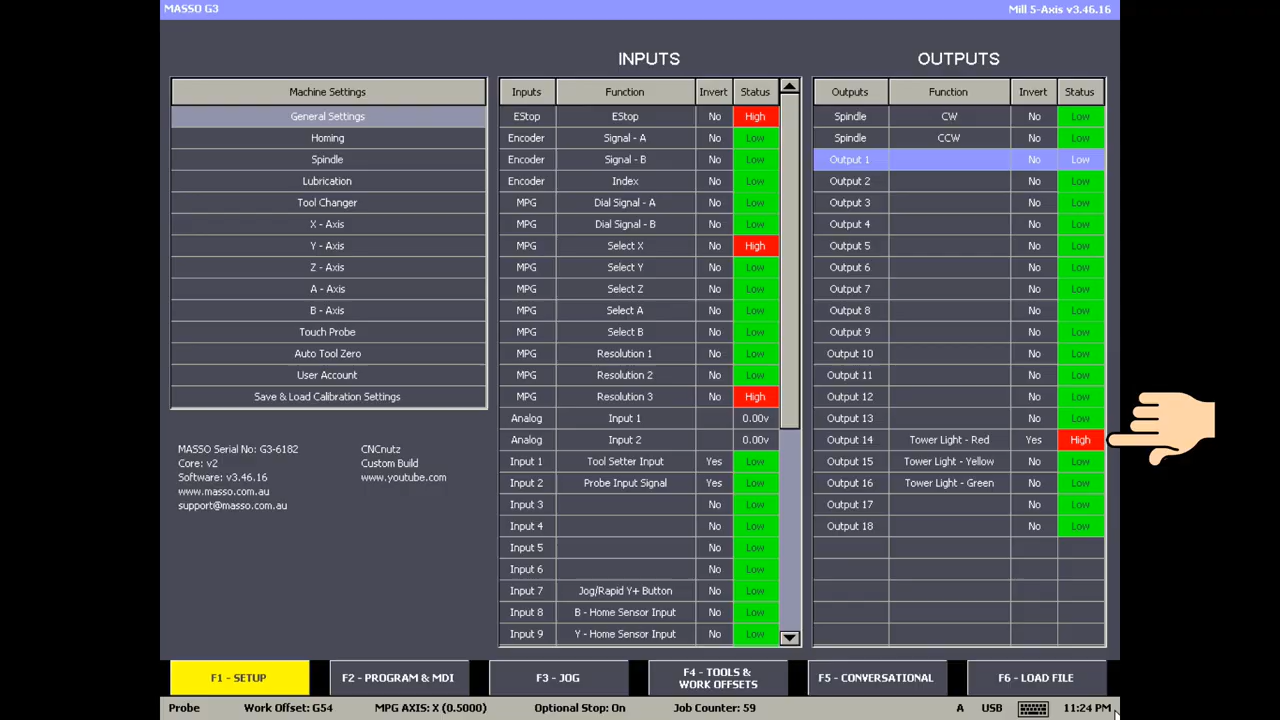 MASSO G3
Mill 5-Axis v3.46.16
INPUTS
OUTPUTS
Machine Settings
General Settings
Homing
Spindle
Lubrication
Tool Changer
X - Axis
Y - Axis
Z - Axis
A - Axis
B - Axis
Touch Probe
Auto Tool Zero
User Account
Save & Load Calibration Settings
MASSO Serial No: G3-6182
Core: v2
Software: v3.46.16
www.masso.com.au
support@masso.com.au
CNCnutz
Custom Build
www.youtube.com
Inputs Function Invert Status
EStop EStop No High
Encoder Signal - A No Low
Encoder Signal - B No Low
Encoder Index No Low
MPG Dial Signal - A No Low
MPG Dial Signal - B No Low
MPG Select X No High
MPG Select Y No Low
MPG Select Z No Low
MPG Select A No Low
MPG Select B No Low
MPG Resolution 1 No Low
MPG Resolution 2 No Low
MPG Resolution 3 No High
Analog Input 1 0.00v
Analog Input 2 0.00v
Input 1 Tool Setter Input Yes Low
Input 2 Probe Input Signal Yes Low
Input 3 No Low
Input 4 No Low
Input 5 No Low
Input 6 No Low
Input 7 Jog/Rapid Y+ Button No Low
Input 8 B - Home Sensor Input No Low
Input 9 Y - Home Sensor Input No Low
Outputs Function Invert Status
Spindle CW No Low
Spindle CCW No Low
Output 1 No Low
Output 2 No Low
Output 3 No Low
Output 4 No Low
Output 5 No Low
Output 6 No Low
Output 7 No Low
Output 8 No Low
Output 9 No Low
Output 10 No Low
Output 11 No Low
Output 12 No Low
Output 13 No Low
Output 14 Tower Light - Red Yes High
Output 15 Tower Light - Yellow Yes Low
Output 16 Tower Light - Green Yes Low
Output 17 No Low
Output 18 No Low
F1 - SETUP
F2 - PROGRAM & MDI
F3 - JOG
F4 - TOOLS &
WORK OFFSETS
F5 - CONVERSATIONAL
F6 - LOAD FILE
Probe Work Offset: G54 MPG AXIS: X (0.5000) Optional Stop: On Job Counter: 59 A USB 11:24 PM